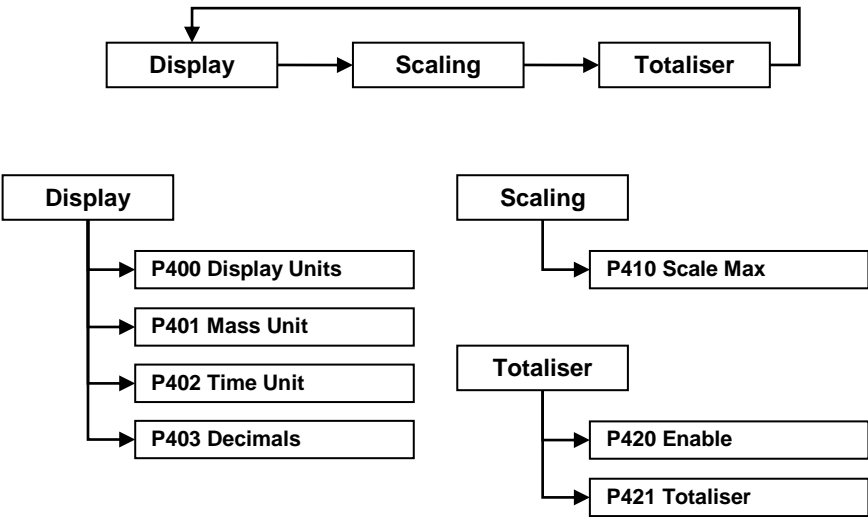 Display
Scaling
Totaliser
Display
P400 Display Units
P401 Mass Unit
P402 Time Unit
P403 Decimals
Scaling
P410 Scale Max
Totaliser
P420 Enable
P421 Totaliser